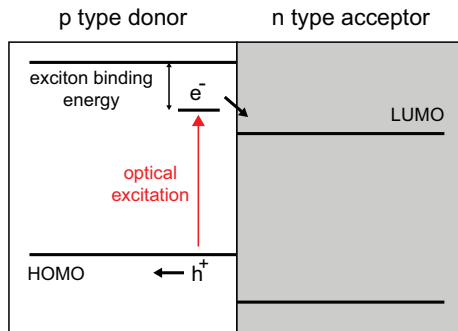 p type donor
n type acceptor
exciton binding
energy
e-
LUMO
optical
excitation
HOMO
h+